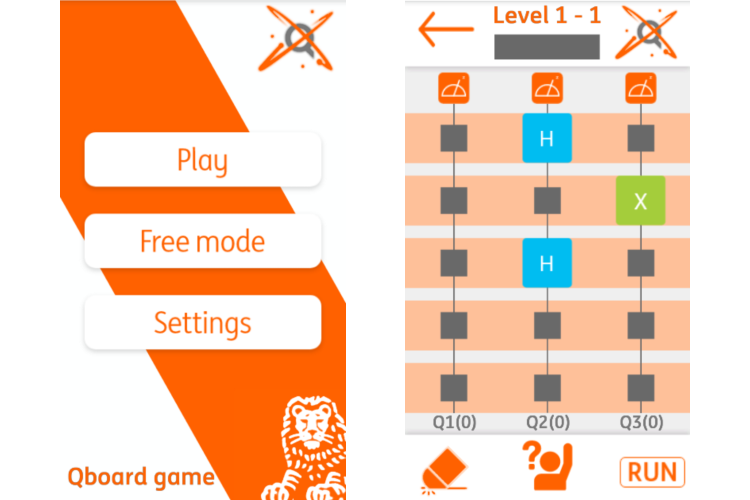 Play
Free mode
Settings
Qboard game
Level 1 - 1
H
X
H
Q1(0) Q2(0) Q3(0)
?
RUN